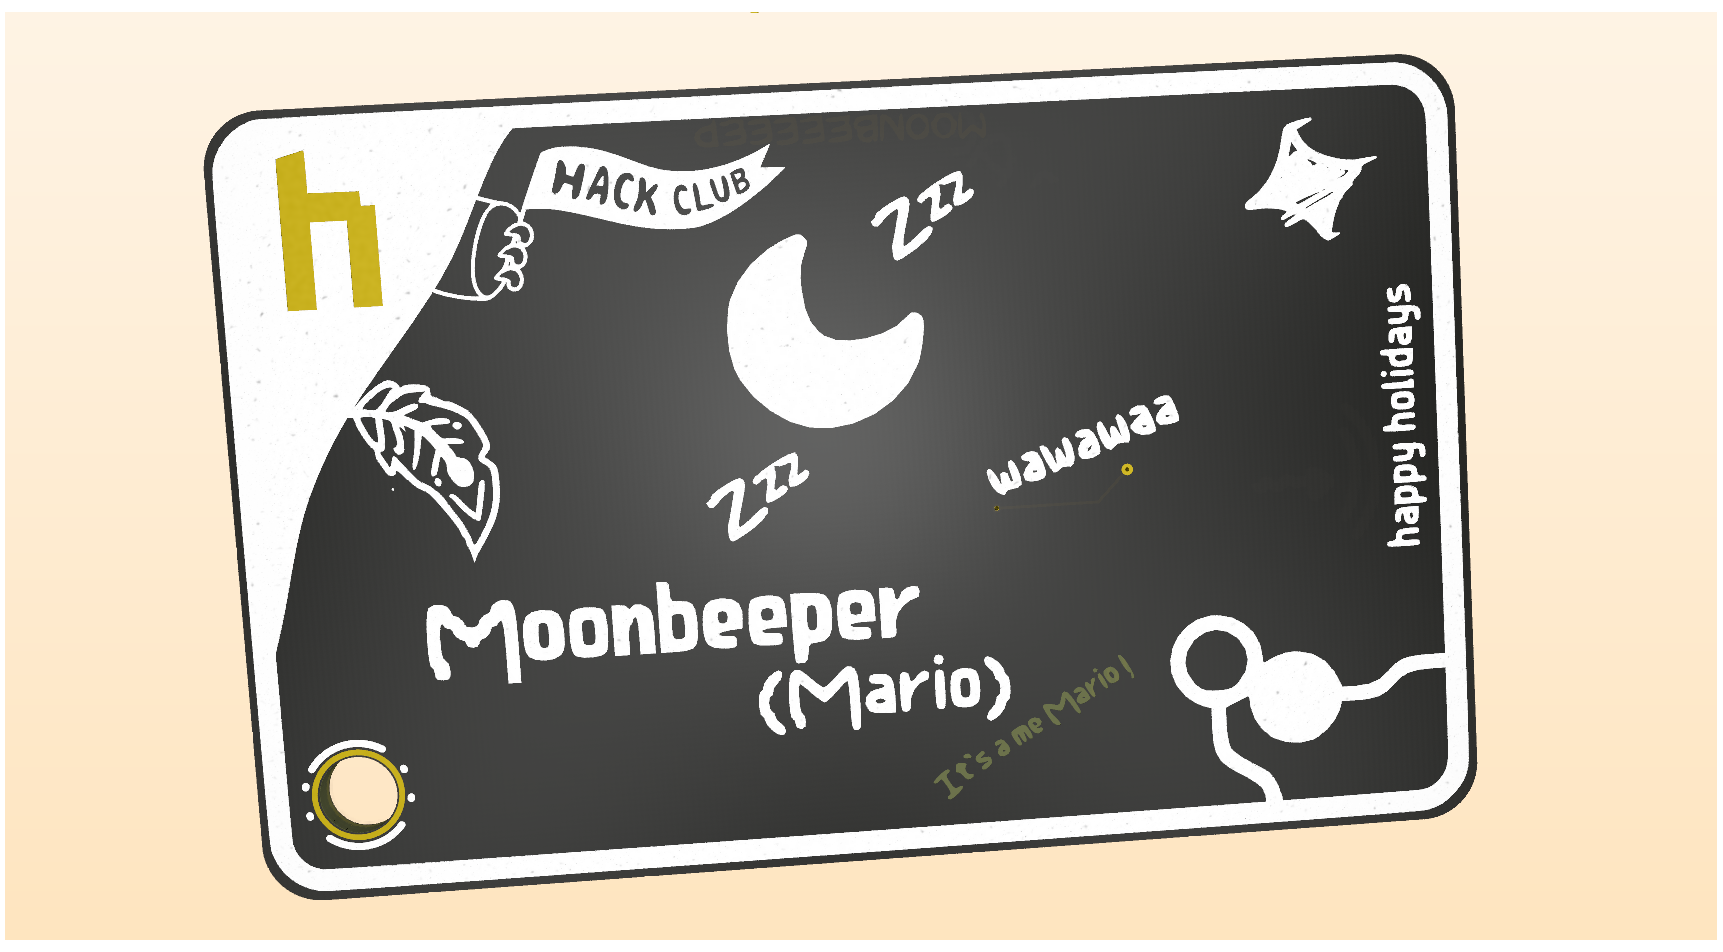 MOONBEEEEP
h
HACK CLUB
Zzz
happy holidays
wawawaa
Zzz
Moonbeeper
(Mario)
It's a me Mario!